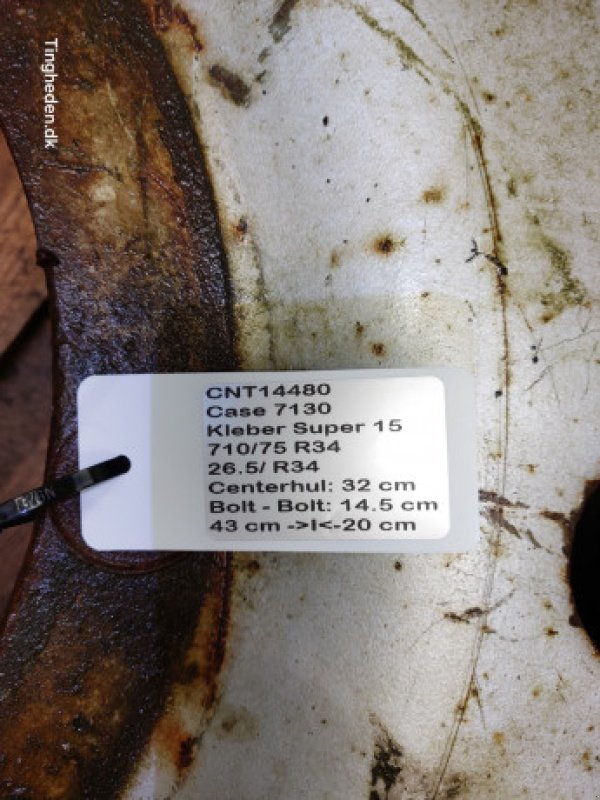 Tingheden.dk
CNT14480
Case 7130
Kleber Super 15
710/75 R34
26.5/ R34
Centerhul: 32 cm
Bolt - Bolt: 14.5 cm
43 cm ->I<-20 cm